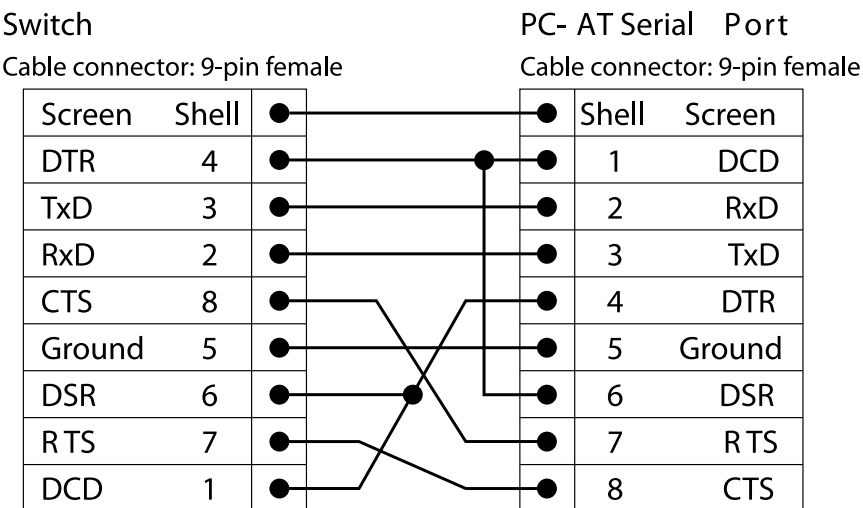 Switch PC- AT Serial Port
Cable connector: 9-pin female Cable connector: 9-pin female
Screen Shell Shell Screen
DTR 4 1 DCD
TxD 3 2 RxD
RxD 2 3 TxD
CTS 8 4 DTR
Ground 5 5 Ground
DSR 6 6 DSR
R TS 7 7 R TS
DCD 1 8 CTS